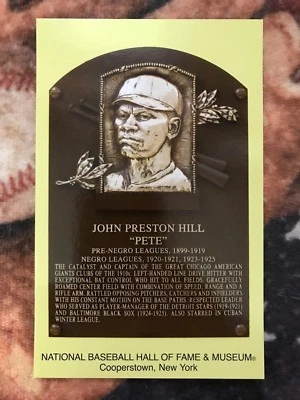 JOHN PRESTON HILL
"PETE"
PRE-NEGRO LEAGUES, 1899-1919
NEGRO LEAGUES, 1920-1921, 1923-1925
THE CATALYST AND CAPTAIN OF THE GREAT CHICAGO AMERICAN
GIANTS CLUBS OF THE 1910s. LEFT-HANDED LINE DRIVE HITTER WITH
EXCEPTIONAL BAT CONTROL WHO HIT TO ALL FIELDS. GRACEFULLY
ROAMED CENTER FIELD WITH COMBINATION OF SPEED, RANGE AND A
RIFLE ARM. RATTLED OPPOSING PITCHERS, CATCHERS AND INFIELDERS
WITH HIS CONSTANT MOTION ON THE BASE PATHS. RESPECTED LEADER
WHO SERVED AS PLAYER-MANAGER OF THE DETROIT STARS (1919-1921)
AND BALTIMORE BLACK SOX (1924-1925). ALSO STARRED IN CUBAN
WINTER LEAGUE.
NATIONAL BASEBALL HALL OF FAME & MUSEUM®
Cooperstown, New York